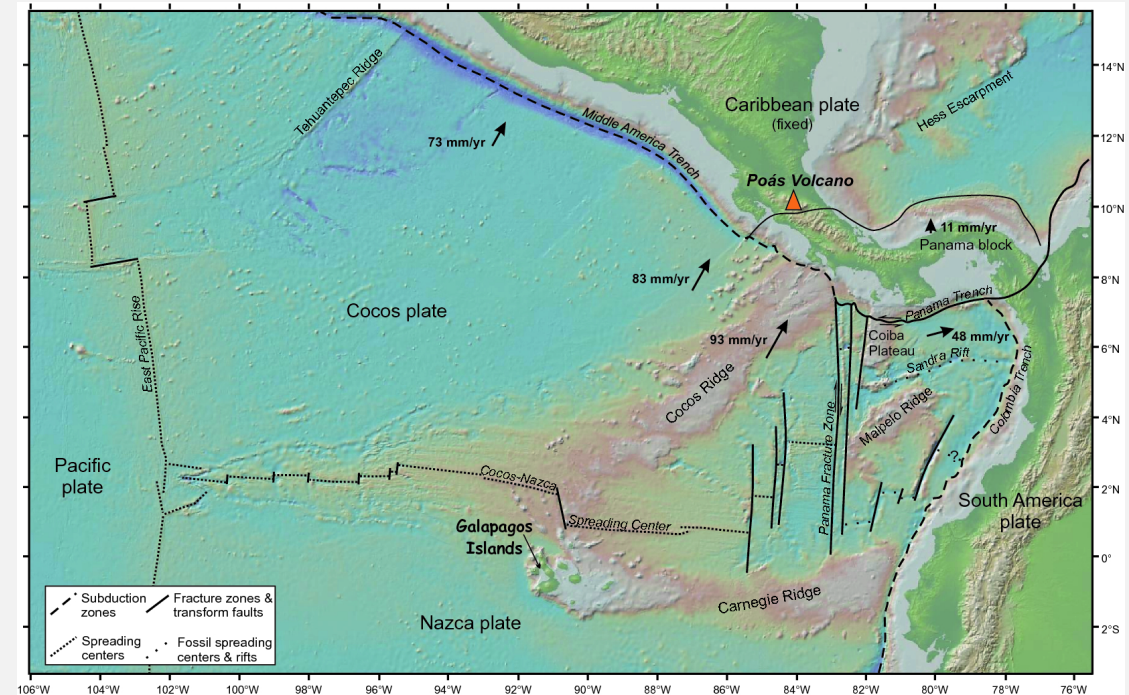 Tehuantepec Ridge
73 mm/yr
Middle America Trench
Caribbean plate
(fixed)
Hess Escarpment
Poás Volcano
11 mm/yr
Panama block
83 mm/yr
Cocos plate
East Pacific Rise
93 mm/yr
Cocos Ridge
Panama Trench
Coiba
Plateau
48 mm/yr
Sandra Rift
Malpelo Ridge
Colombia Trench
Panama Fracture Zone
?
Pacific
plate
Cocos-Nazca
Spreading Center
Galapagos
Islands
South America
plate
Carnegie Ridge
Nazca plate
Subduction
zones
Fracture zones &
transform faults
Spreading
centers
Fossil spreading
centers & rifts
14°N
12°N
10°N
8°N
6°N
4°N
2°N
0°
2°S
106°W 104°W 102°W 100°W 98°W 96°W 94°W 92°W 90°W 88°W 86°W 84°W 82°W 80°W 78°W 76°W